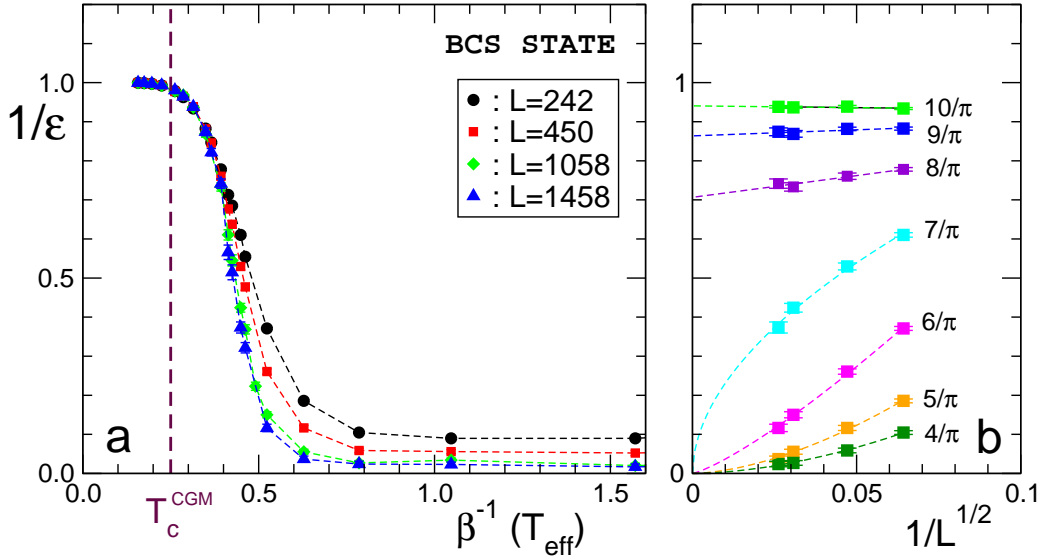 BCS STATE
1/ε
: L=242
: L=450
: L=1058
: L=1458
1.0
0.5
0.0
a
0.0
0.5
1.0
1.5
T_c^CGM
β^-1 (T_eff)
1
0
10/π
9/π
8/π
7/π
6/π
5/π
4/π
b
0
0.05
0.1
1/L^1/2